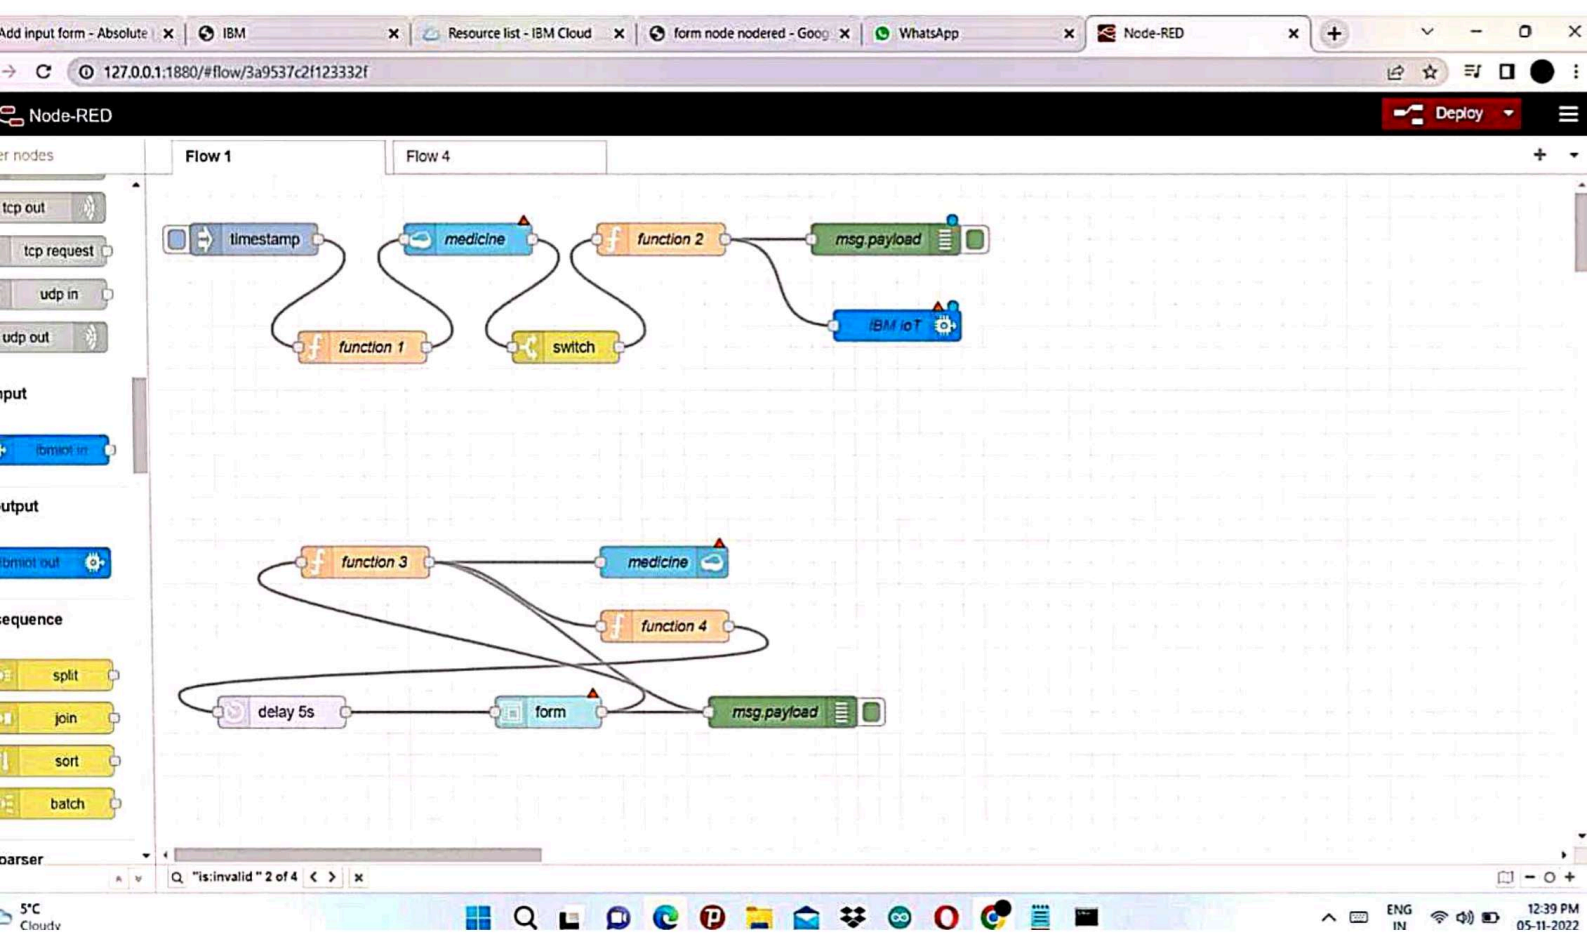 Add input form - Absolute
IBM
Resource list - IBM Cloud
form node nodered - Goog
WhatsApp
Node-RED
127.0.0.1:1880/#flow/3a9537c2f123332f
Node-RED
Deploy
er nodes
Flow 1
Flow 4
tcp out
tcp request
udp in
udp out
nput
ibmiot in
utput
ibmiot out
sequence
split
join
sort
batch
parser
timestamp
medicine
function 2
msg.payload
IBM IoT
function 1
switch
function 3
medicine
function 4
delay 5s
form
msg.payload
"is:invalid " 2 of 4
5°C
Cloudy
ENG
IN
12:39 PM
05-11-2022